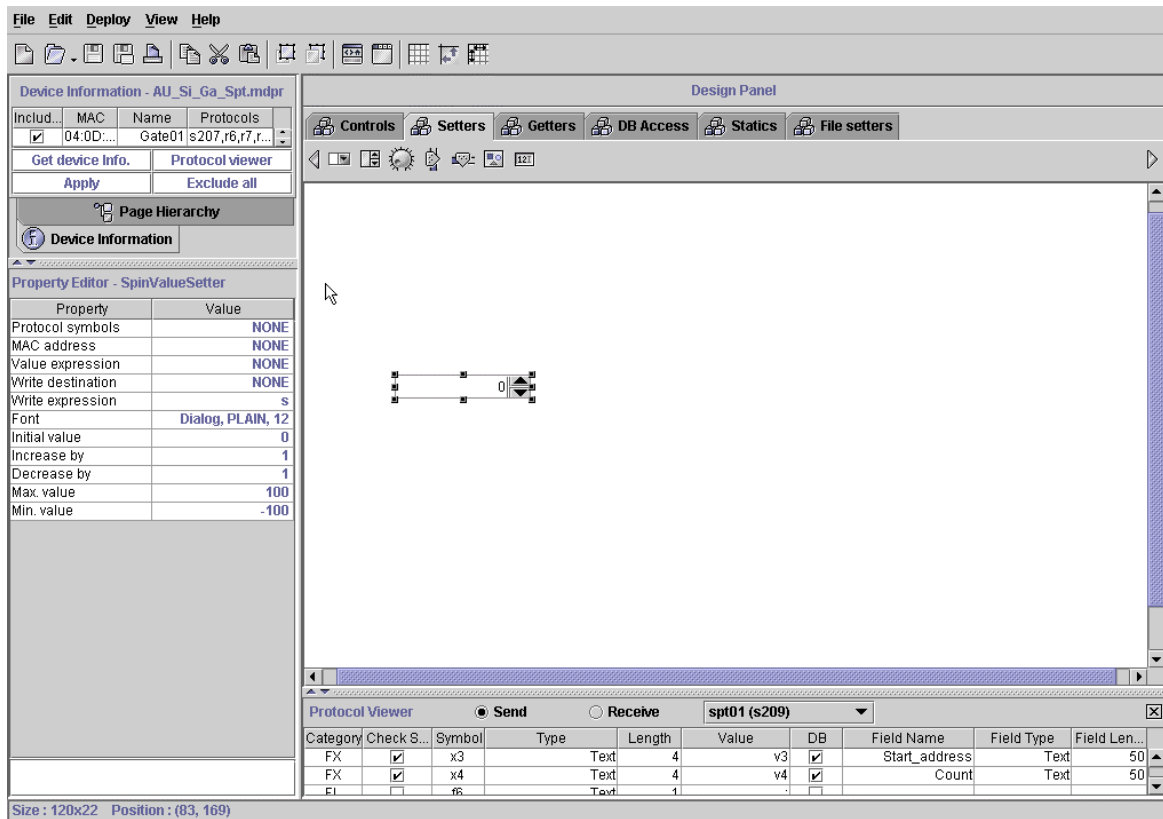 File Edit Deploy View Help
Device Information - AU_Si_Ga_Spt.mdpr
Includ... MAC Name Protocols
04:0D:... Gate01 s207,r6,r7,r...
Get device Info. Protocol viewer
Apply Exclude all
Page Hierarchy
Device Information
Property Editor - SpinValueSetter
Property Value
Protocol symbols NONE
MAC address NONE
Value expression NONE
Write destination NONE
Write expression s
Font Dialog, PLAIN, 12
Initial value 0
Increase by 1
Decrease by 1
Max. value 100
Min. value -100
Design Panel
Controls Setters Getters DB Access Statics File setters
0
Protocol Viewer Send Receive spt01 (s209)
Category Check S... Symbol Type Length Value DB Field Name Field Type Field Len...
FX x3 Text 4 v3 Start_address Text 50
FX x4 Text 4 v4 Count Text 50
Size : 120x22 Position : (83, 169)